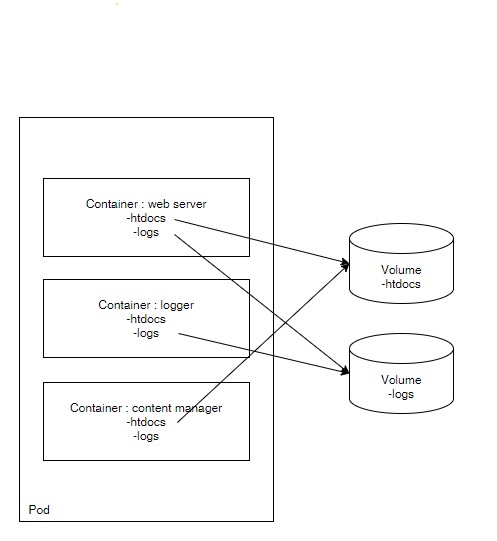 Container : web server
-htdocs
-logs
Container : logger
-htdocs
-logs
Container : content manager
-htdocs
-logs
Pod
Volume
-htdocs
Volume
-logs